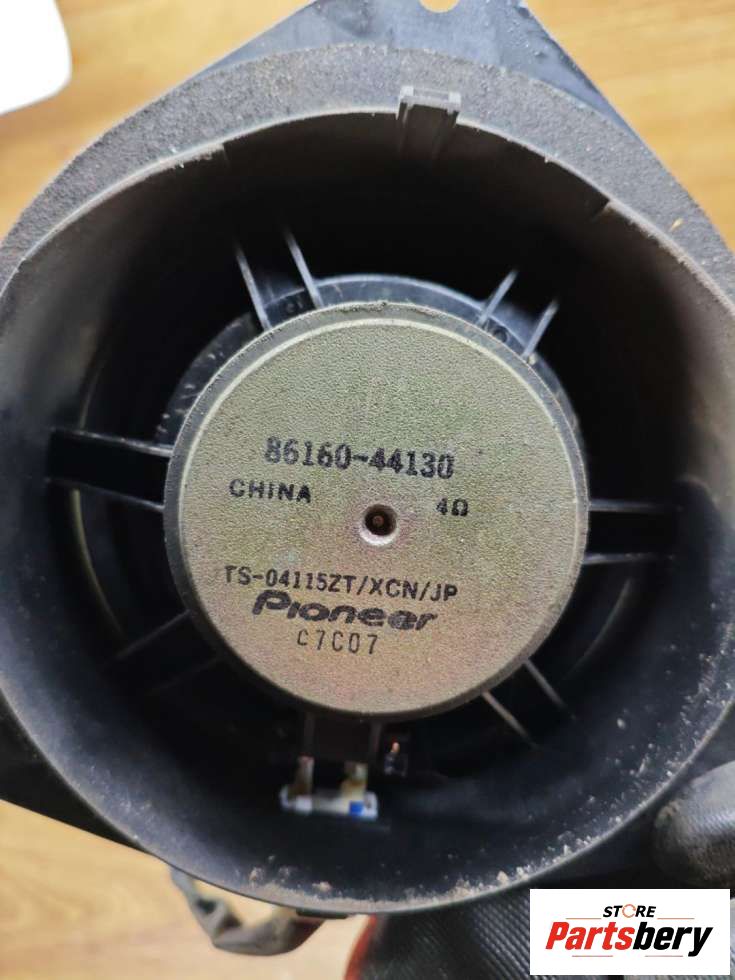 86160-44130
CHINA 4Ω
TS-04115ZT/XCN/JP
Pioneer
C7C07
STORE
Partsbery